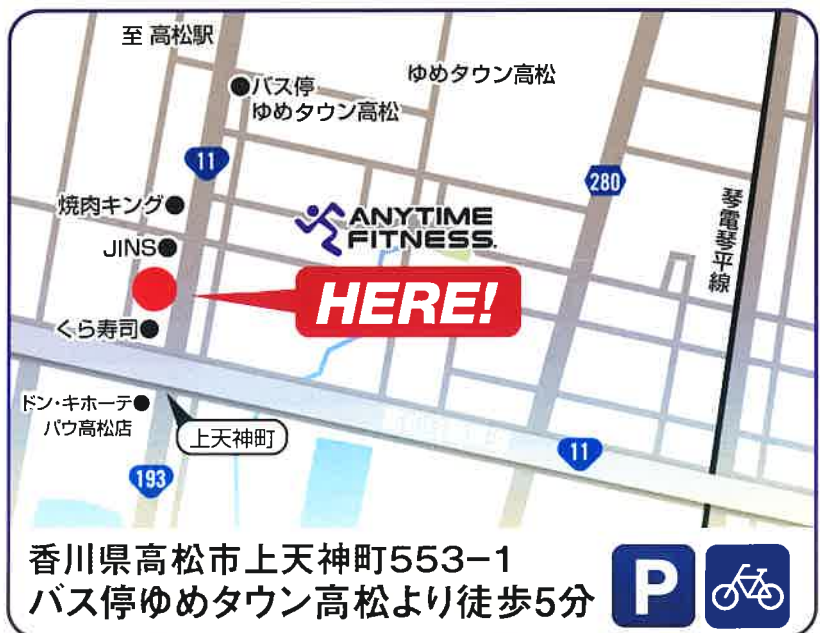 至 高松駅
●バス停
ゆめタウン高松
ゆめタウン高松
11
280
焼肉キング●
ANYTIME
FITNESS.
琴電琴平線
JINS●
HERE!
くら寿司●
ドン・キホーテ●
パウ高松店
上天神町
11
193
香川県高松市上天神町553-1
バス停ゆめタウン高松より徒歩5分
P